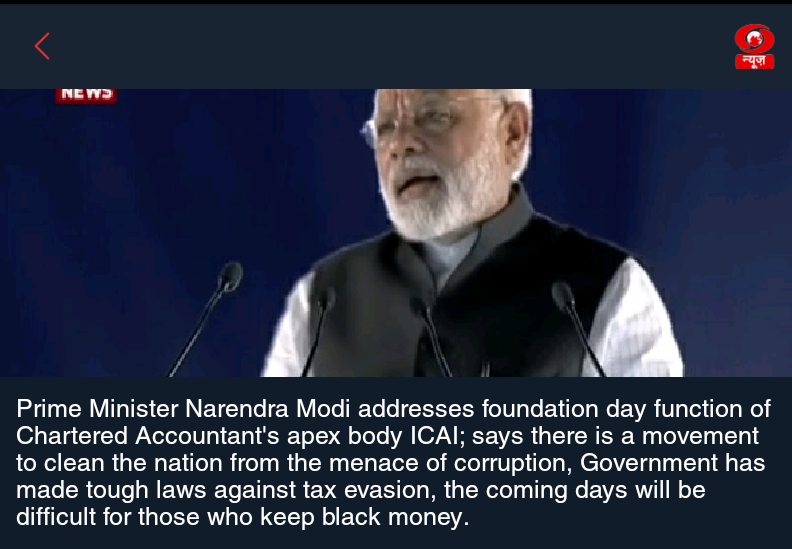 न्यूज़
NEWS
Prime Minister Narendra Modi addresses foundation day function of
Chartered Accountant's apex body ICAI; says there is a movement
to clean the nation from the menace of corruption, Government has
made tough laws against tax evasion, the coming days will be
difficult for those who keep black money.